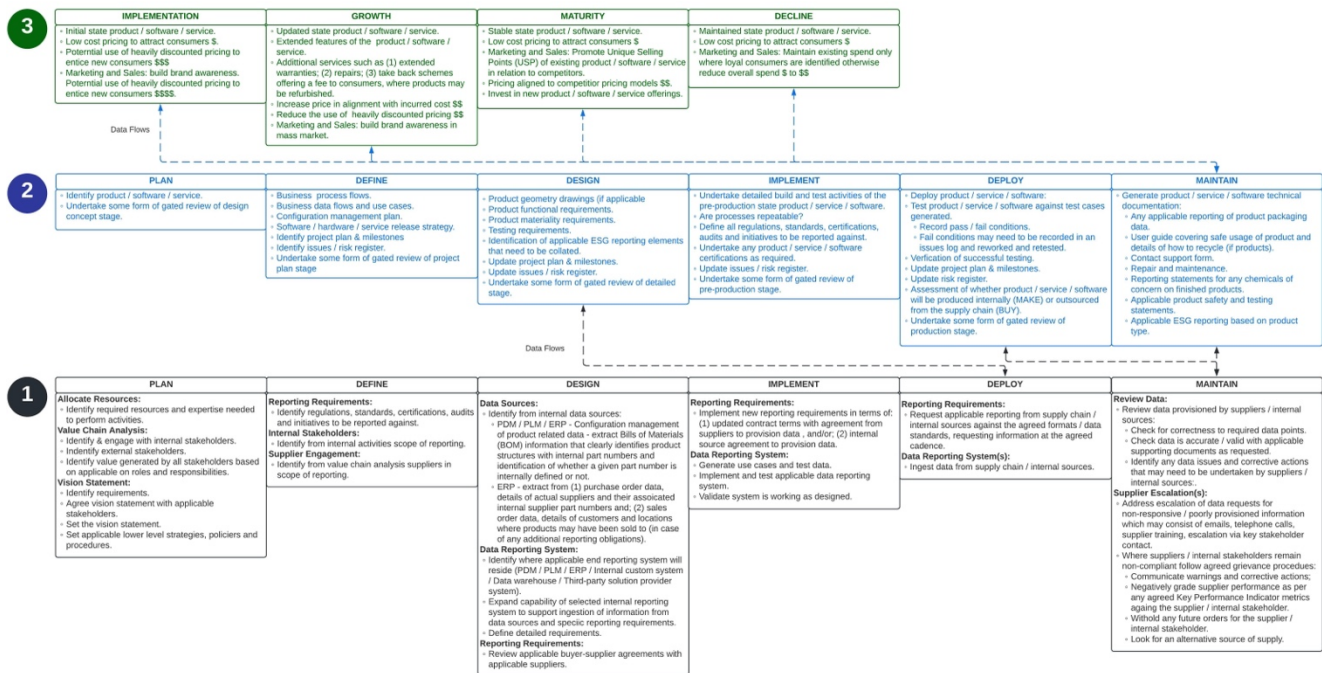 3
IMPLEMENTATION
◦ Initial state product / software / service.
◦ Low cost pricing to attract consumers $.
◦ Potenntial use of heavily discounted pricing to
entice new consumers $$$
◦ Marketing and Sales: build brand awareness.
Potenntial use of heavily discounted pricing to
entice new consumers $$$$.
GROWTH
◦ Updated state product / software / service.
◦ Extended features of the product / software /
service.
◦ Addittional services such as (1) extended
warranties; (2) repairs; (3) take back schemes
offering a fee to consumers, where products may
be refurbished.
◦ Increase price in alignment with incurred cost $$
◦ Reduce the use of heavily discounted pricing $$
◦ Marketing and Sales: build brand awareness in
mass market.
MATURITY
◦ Stable state product / software / service.
◦ Low cost pricing to attract consumers $
◦ Marketing and Sales: Promote Unique Selling
Points (USP) of existing product / software / service
in relation to competitors.
◦ Pricing aligned to competitior pricing models $$.
◦ Invest in new product / software / service offerings.
DECLINE
◦ Maintained state product / software / service.
◦ Low cost pricing to attract consumers $
◦ Marketing and Sales: Maintain existing spend only
where loyal consumers are identified otherwise
reduce overall spend $ to $$
Data Flows
2
PLAN
◦ Identify product / software / service.
◦ Undertake some form of gated review of design
concept stage.
DEFINE
◦ Business process flows.
◦ Business data flows and use cases.
◦ Configuration management plan.
◦ Software / hardware / service release strategy.
◦ Identify project plan & milestones
◦ Identify issues / risk register.
◦ Undertake some form of gated review of project
plan stage
DESIGN
◦ Product geometry drawings (if applicable
◦ Product functional requirements.
◦ Product materiality requirements.
◦ Testing requirements.
◦ Identification of applicable ESG reporting elements
that need to be collated.
◦ Update project plan & milestones.
◦ Update issues / risk register.
◦ Undertake some form of gated review of detailed
stage.
IMPLEMENT
◦ Undertake detailed build and test activities of the
pre-production state product / service / software.
◦ Are processes repeatable?
◦ Define all regulations, standards, certifications,
audits and initiatives to be reported against.
◦ Undertake any product / service / software
certifications as required.
◦ Update issues / risk register.
◦ Undertake some form of gated review of
pre-production stage.
DEPLOY
◦ Deploy product / service / software:
◦ Test product / service / software against test cases
generated.
◦ Record pass / fail conditions.
◦ Fail conditions may need to be recorded in an
issues log and reworked and retested.
◦ Verfication of successful testing.
◦ Update project plan & milestones.
◦ Update risk register.
◦ Assessment of whether product / service / software
will be produced internally (MAKE) or outsourced
from the supply chain (BUY).
◦ Undertake some form of gated review of
production stage.
MAINTAIN
◦ Generate product / service / software technical
documentation:
◦ Any applicable reporting of product packaging
data.
◦ User guide covering safe usage of product and
details of how to recycle (if products).
◦ Contact support form.
◦ Repair and maintenance.
◦ Reporting statements for any chemicals of
concern on finished products.
◦ Applicable product safety and testing
statements.
◦ Applicable ESG reporting based on product
type.
Data Flows
1
PLAN
Allocate Resources:
◦ Identify required resources and expertise needed
to perform activities.
Value Chain Analysis:
◦ Identify & engage with internal stakeholders.
◦ Indentify external stakeholders.
◦ Identify value generated by all stakeholders based
on applicable on roles and responsibilities.
Vision Statement:
◦ Identify requirements.
◦ Agree vision statement with applicable
stakeholders.
◦ Set the vision statement.
◦ Set applicable lower level strategies, policiers and
procedures.
DEFINE
Reporting Requirements:
◦ Identify regulations, standards, certifications, audits
and initiatives to be reported against.
Internal Stakeholders:
◦ Identify from internal activities scope of reporting.
Supplier Engagement:
◦ Identify from value chain analysis suppliers in
scope of reporting.
DESIGN
Data Sources:
◦ Identify from internal data sources:
◦ PDM / PLM / ERP - Configuration management
of product related data - extract Bills of Materials
(BOM) information that clearly identifies product
structures with internal part numbers and
identification of whether a given part number is
internally defined or not.
◦ ERP - extract from (1) purchase order data,
details of actual suppliers and their assoicated
internal supplier part numbers and; (2) sales
order data, details of customers and locations
where products may have been sold to (in case
of any additional reporting obligations).
Data Reporting System:
◦ Identify where applicable end reporting system will
reside (PDM / PLM / ERP / Internal custom system
/ Data warehouse / Third-party solution provider
system).
◦ Expand capability of selected internal reporting
system to support ingestion of information from
data sources and speciic reporting requirements.
◦ Define detailed requirements.
Reporting Requirements:
◦ Review applicable buyer-supplier agreements with
applicable suppliers.
IMPLEMENT
Reporting Requirements:
◦ Implement new reporting requirements in terms of:
(1) updated contract terms with agreement from
suppliers to provision data , and/or; (2) internal
source agreement to provision data.
Data Reporting System:
◦ Generate use cases and test data.
◦ Implement and test applicable data reporting
system.
◦ Validate system is working as designed.
DEPLOY
Reporting Requirements:
◦ Request applicable reporting from supply chain /
internal sources against the agreed formats / data
standards, requesting information at the agreed
cadence.
Data Reporting System(s):
◦ Ingest data from supply chain / internal sources.
MAINTAIN
Review Data:
◦ Review data provisioned by suppliers / internal
sources:
◦ Check for correctness to required data points.
◦ Check data is accurate / valid with applicable
supporting documents as requested.
◦ Identify any data issues and corrective actions
that may need to be undertaken by suppliers /
internal sources:.
Supplier Escalation(s):
◦ Address escalation of data requests for
non-responsive / poorly provisioned information
which may consist of emails, telephone calls,
supplier training, escalation via key stakeholder
contact.
◦ Where suppliers / internal stakeholders remain
non-compliant follow agreed grievance procedues:
◦ Communicate warnings and corrective actions;
◦ Negatively grade supplier performance as per
any agreed Key Performance Indicator metrics
againg the supplier / internal stakeholder.
◦ Withold any future orders for the supplier /
internal stakeholder.
◦ Look for an alternative source of supply.